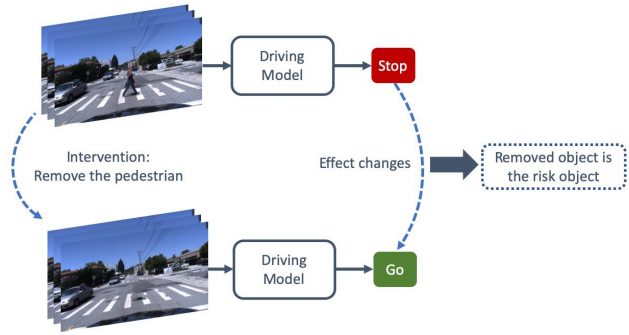 Driving
Model
Stop
Intervention:
Remove the pedestrian
Effect changes
Removed object is
the risk object
Driving
Model
Go